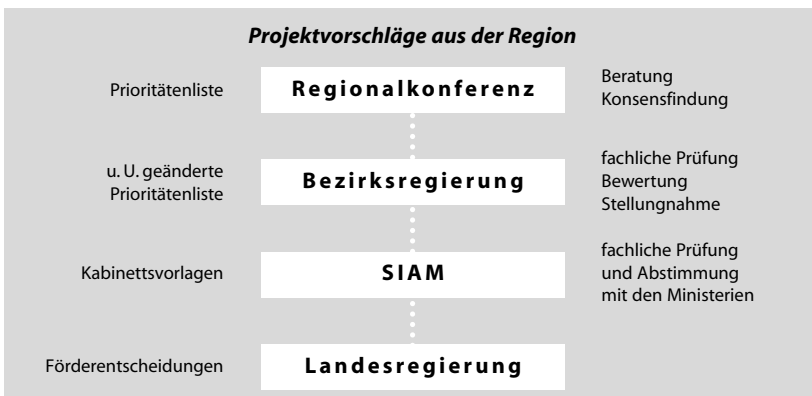 Projektvorschläge aus der Region
Prioritätenliste
Regionalkonferenz
Beratung
Konsensfindung
u. U. geänderte
Prioritätenliste
Bezirksregierung
fachliche Prüfung
Bewertung
Stellungnahme
Kabinettsvorlagen
SIAM
fachliche Prüfung
und Abstimmung
mit den Ministerien
Förderentscheidungen
Landesregierung